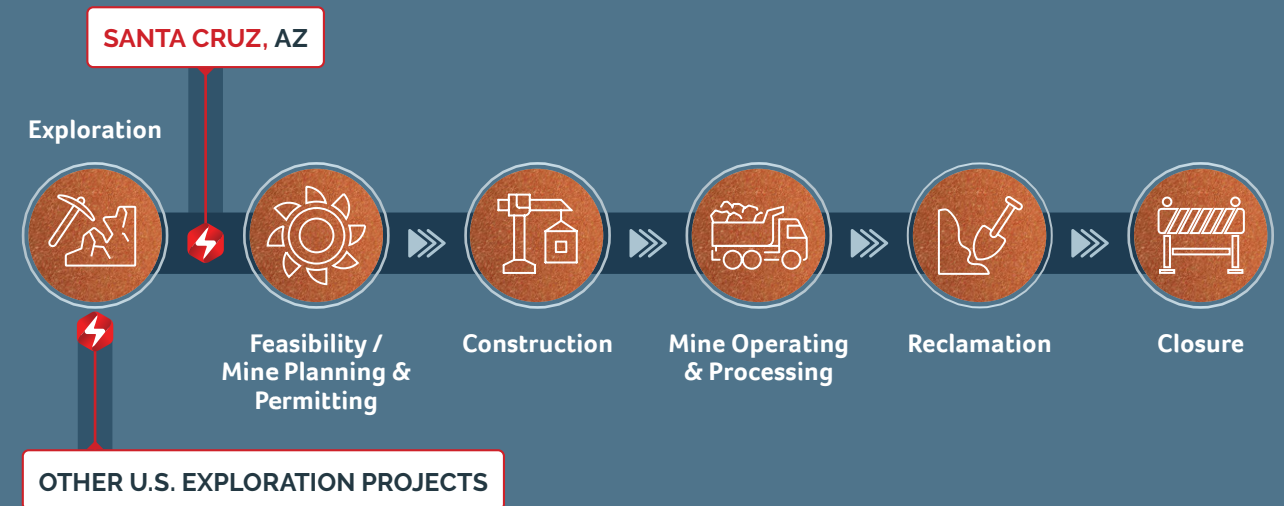 SANTA CRUZ, AZ
Exploration
Feasibility /
Mine Planning &
Permitting
Construction
Mine Operating
& Processing
Reclamation
Closure
OTHER U.S. EXPLORATION PROJECTS